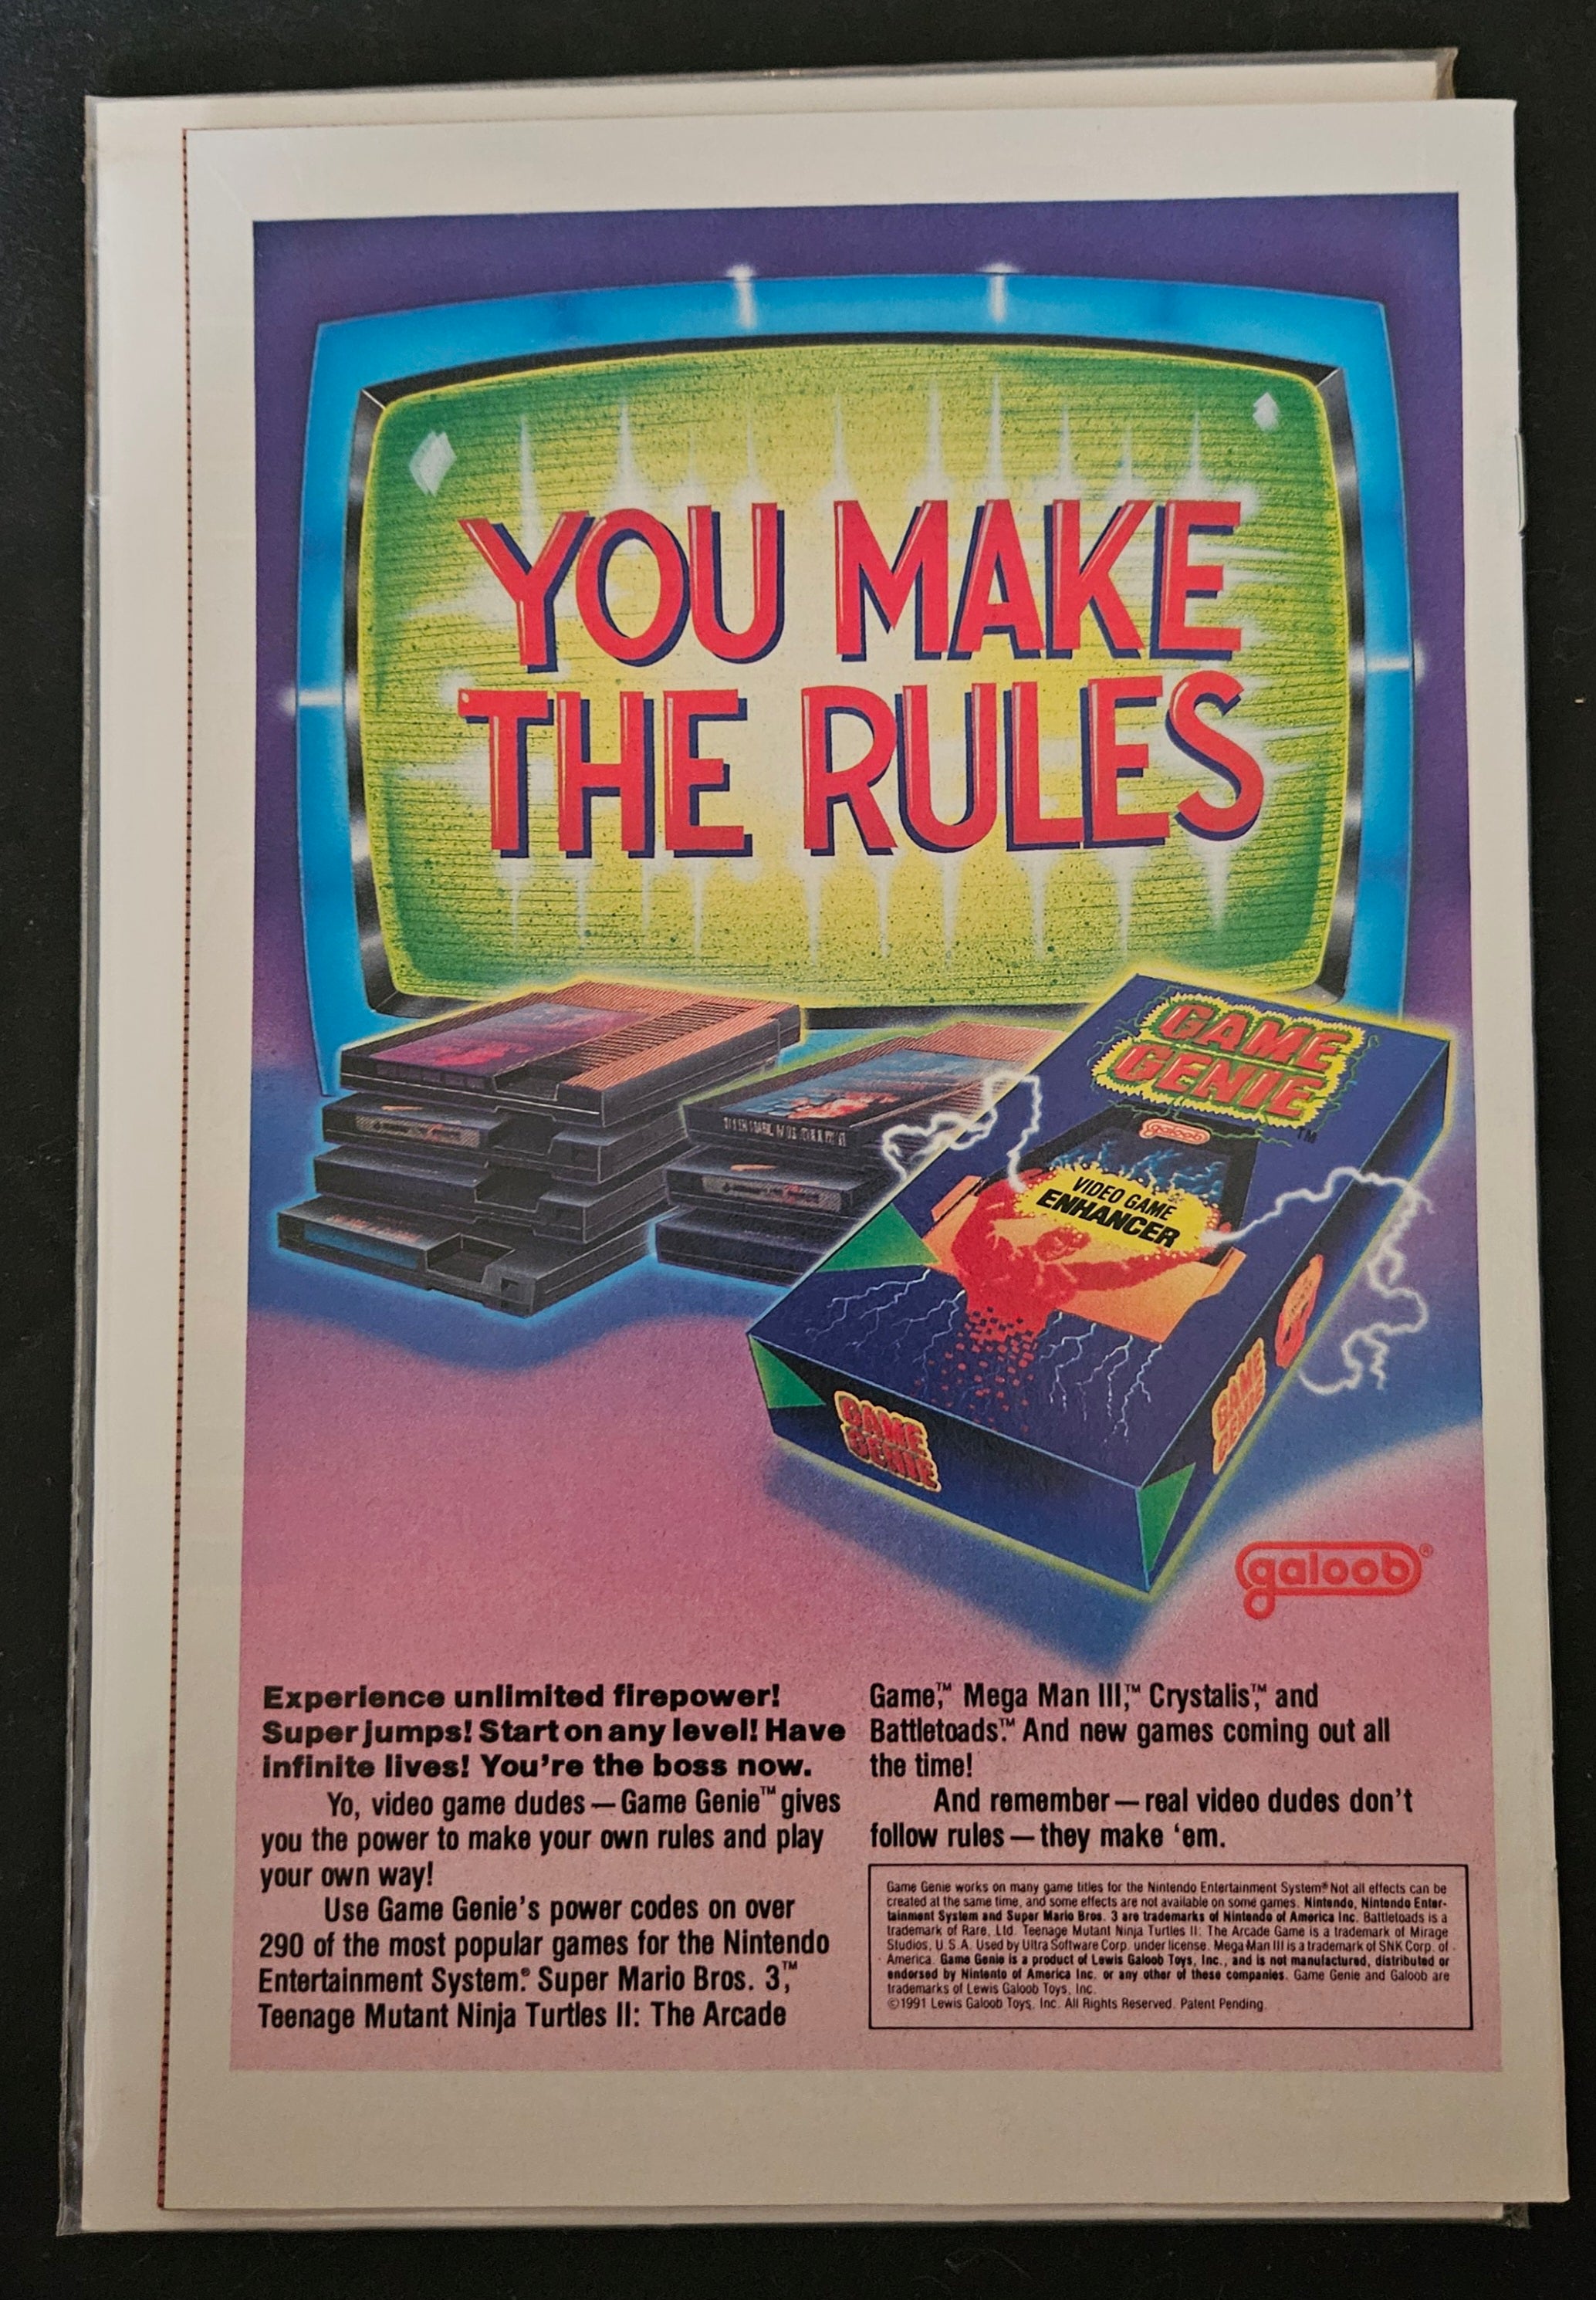 YOU MAKE
THE RULES
GAME
GENIE™
galoob
VIDEO GAME
ENHANCER
GAME
GENIE
GAME
GENIE
galoob®
Experience unlimited firepower!
Super jumps! Start on any level! Have
infinite lives! You're the boss now.
Yo, video game dudes — Game Genie™ gives
you the power to make your own rules and play
your own way!
Use Game Genie's power codes on over
290 of the most popular games for the Nintendo
Entertainment System®. Super Mario Bros. 3,™
Teenage Mutant Ninja Turtles II: The Arcade
Game,™ Mega Man III,™ Crystalis,™ and
Battletoads.™ And new games coming out all
the time!
And remember — real video dudes don't
follow rules — they make 'em.
Game Genie works on many game titles for the Nintendo Entertainment System® Not all effects can be
created at the same time, and some effects are not available on some games. Nintendo, Nintendo Enter-
tainment System and Super Mario Bros. 3 are trademarks of Nintendo of America Inc. Battletoads is a
trademark of Rare, Ltd. Teenage Mutant Ninja Turtles II: The Arcade Game is a trademark of Mirage
Studios, U.S.A. Used by Ultra Software Corp. under license. Mega Man III is a trademark of SNK Corp. of
America. Game Genie is a product of Lewis Galoob Toys, Inc., and is not manufactured, distributed or
endorsed by Nintento of America Inc. or any other of these companies. Game Genie and Galoob are
trademarks of Lewis Galoob Toys, Inc.
©1991 Lewis Galoob Toys, Inc. All Rights Reserved. Patent Pending.